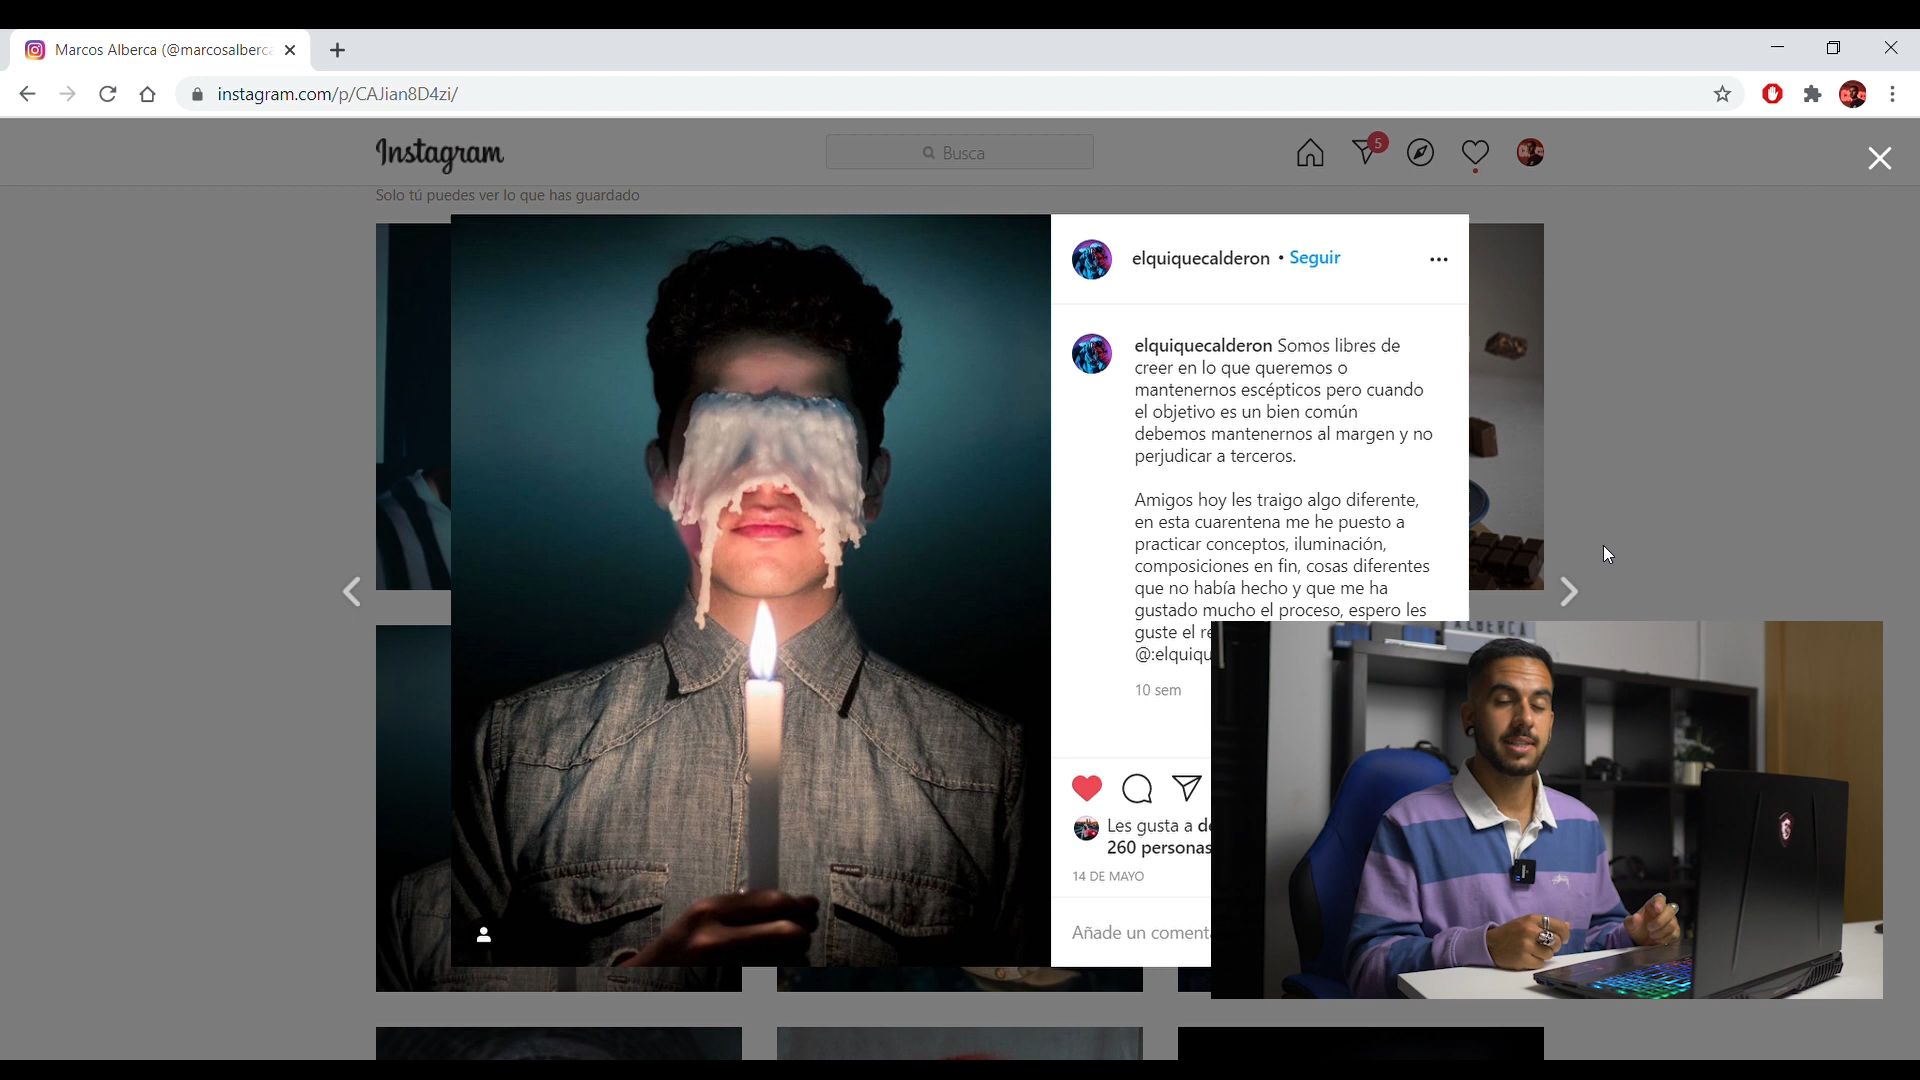 Marcos Alberca (@marcosalberca
instagram.com/p/CAJian8D4zi/
Instagram
Busca
5
Solo tú puedes ver lo que has guardado
elquiquecalderon • Seguir
elquiquecalderon Somos libres de
creer en lo que queremos o
mantenernos escépticos pero cuando
el objetivo es un bien común
debemos mantenernos al margen y no
perjudicar a terceros.
Amigos hoy les traigo algo diferente,
en esta cuarentena me he puesto a
practicar conceptos, iluminación,
composiciones en fin, cosas diferentes
que no había hecho y que me ha
gustado mucho el proceso, espero les
guste el re
@:elquiqu
10 sem
Les gusta a de
260 personas
14 DE MAYO
Añade un coment
ALBERCA